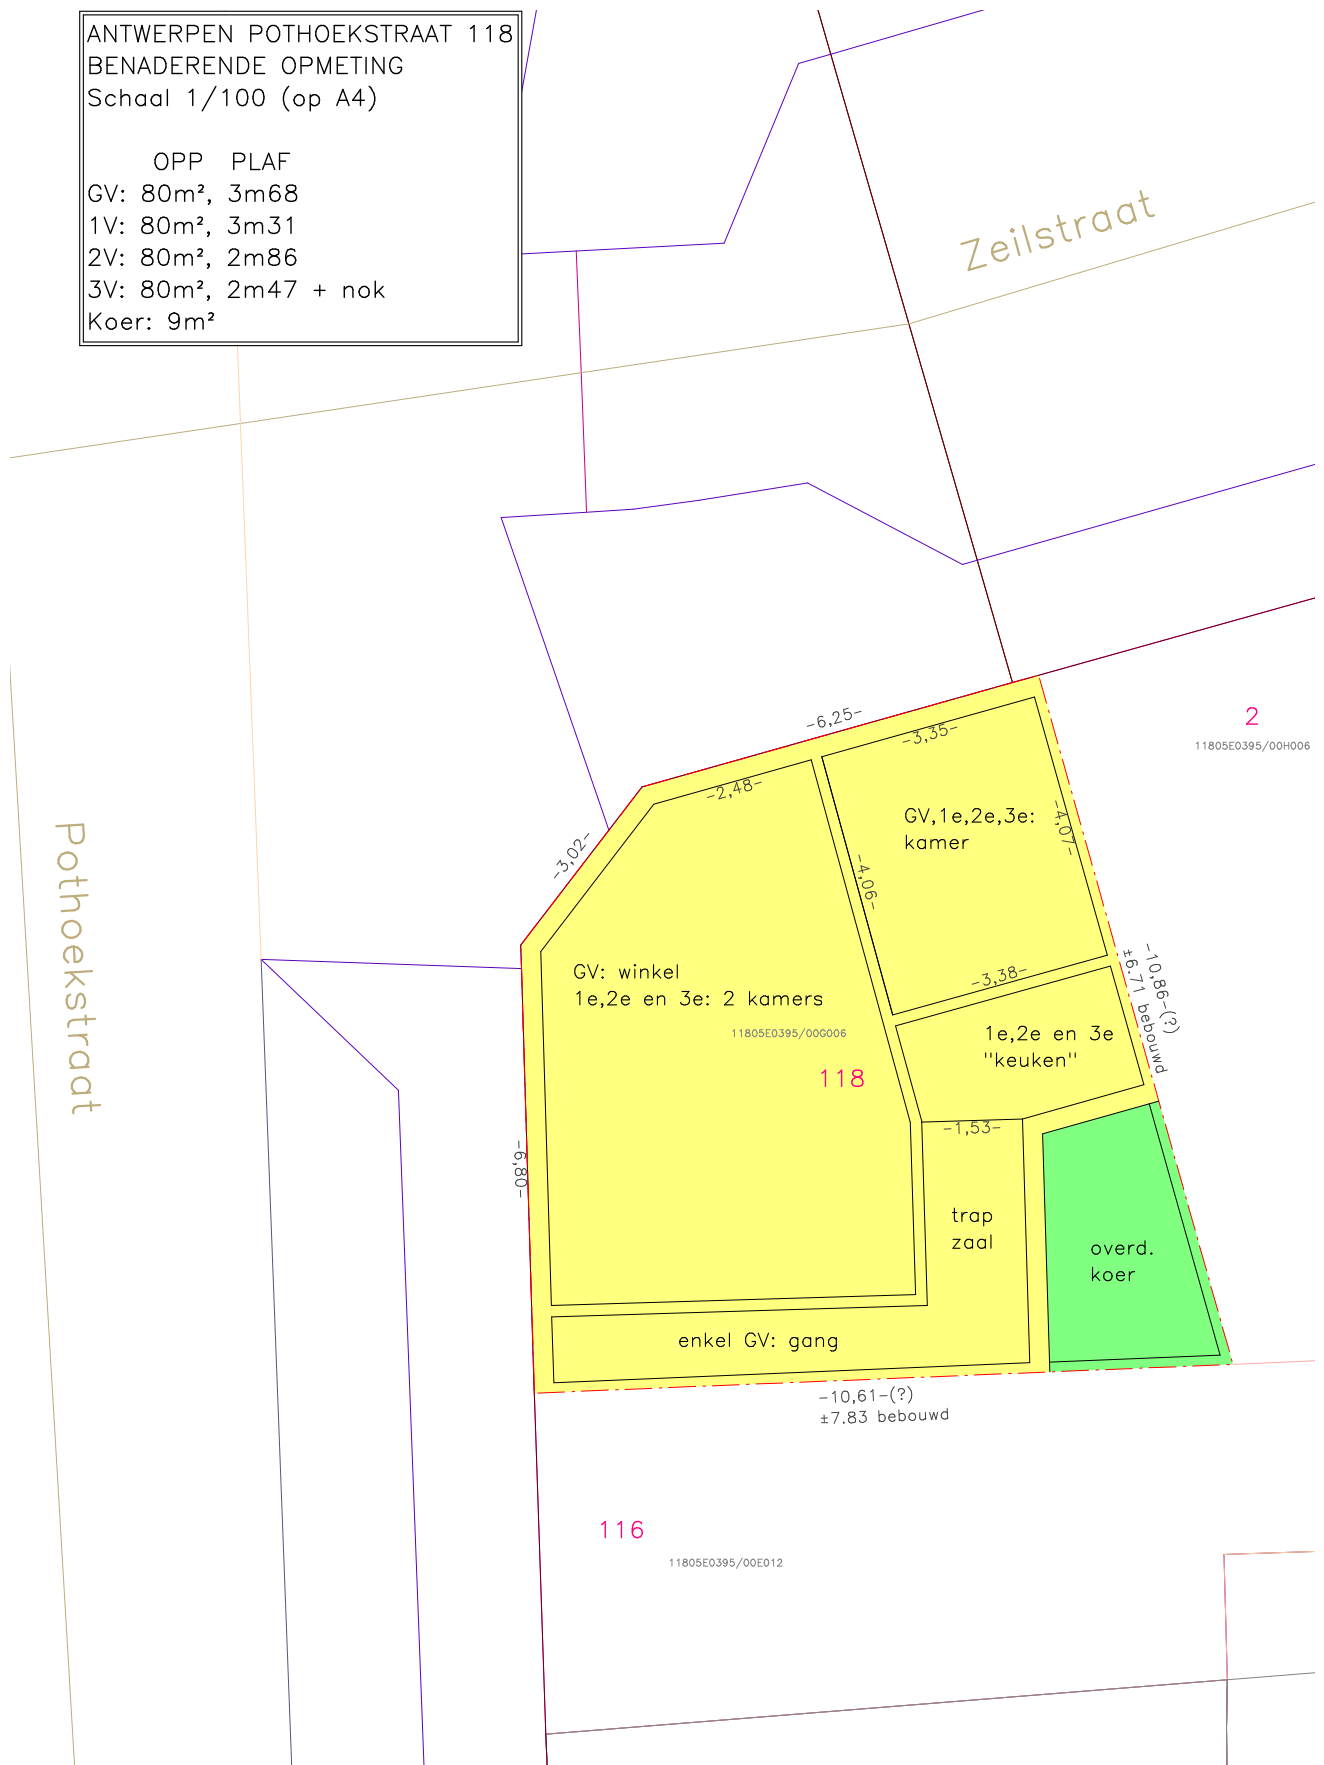 ANTWERPEN POTHOEKSTRAAT 118
BENADERENDE OPMETING
Schaal 1/100 (op A4)
OPP PLAF
GV: 80m², 3m68
1V: 80m², 3m31
2V: 80m², 2m86
3V: 80m², 2m47 + nok
Koer: 9m²
Zeilstraat
Pothoekstraat
2
11805E0395/00H006
-6,25-
-3,35-
-2,48-
-3,02-
GV,1e,2e,3e:
kamer
-4,07-
-4,06-
-3,38-
GV: winkel
1e,2e en 3e: 2 kamers
11805E0395/00G006
118
1e,2e en 3e
"keuken"
-10,86-(?)
±6.71 bebouwd
-1,53-
-6,80-
trap
zaal
overd.
koer
enkel GV: gang
-10,61-(?)
±7.83 bebouwd
116
11805E0395/00E012